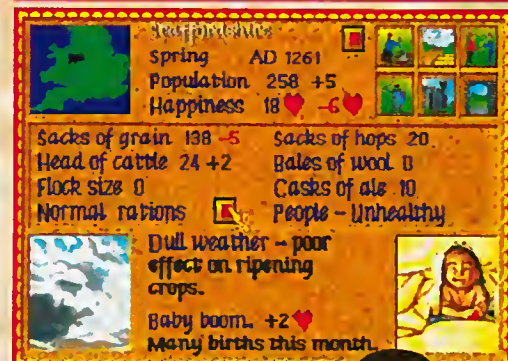 Staffordshire
Spring AD 1261
Population 258 +5
Happiness 18 -6
Sacks of grain 138 -5 Sacks of hops 20
Head of cattle 24 +2 Bales of wool 0
Flock size 0 Casks of ale 10
Normal rations People - Unhealthy
Dull weather - poor
effect on ripening
crops.
Baby boom. +2
Many births this month.